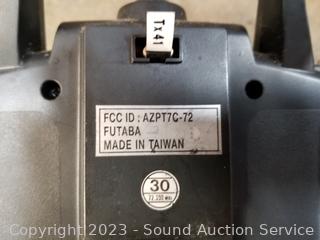 Tx41
FCC ID : AZPT7C-72
FUTABA
MADE IN TAIWAN
30
Copyright © 2023 - Sound Auction Service